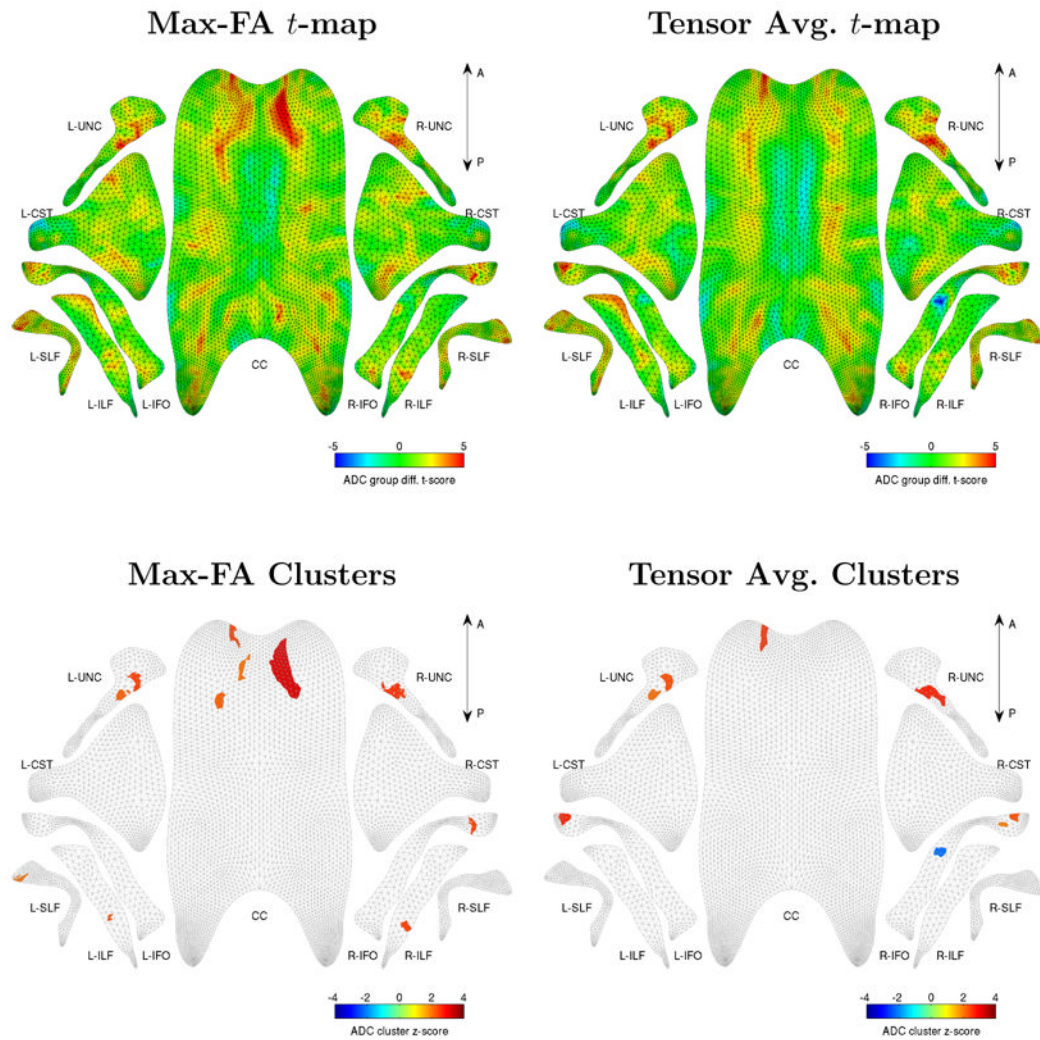 Max-FA t-map
Tensor Avg. t-map
A
L-UNC
R-UNC
P
L-CST
R-CST
L-SLF
CC
R-SLF
L-ILF
L-IFO
R-IFO
R-ILF
-5 0 5
ADC group diff. t-score
A
L-UNC
R-UNC
P
L-CST
R-CST
L-SLF
CC
R-SLF
L-ILF
L-IFO
R-IFO
R-ILF
-5 0 5
ADC group diff. t-score
Max-FA Clusters
Tensor Avg. Clusters
A
L-UNC
R-UNC
P
L-CST
R-CST
L-SLF
CC
R-SLF
L-ILF
L-IFO
R-IFO
R-ILF
-4 -2 0 2 4
ADC cluster z-score
A
L-UNC
R-UNC
P
L-CST
R-CST
L-SLF
CC
R-SLF
L-ILF
L-IFO
R-IFO
R-ILF
-4 -2 0 2 4
ADC cluster z-score